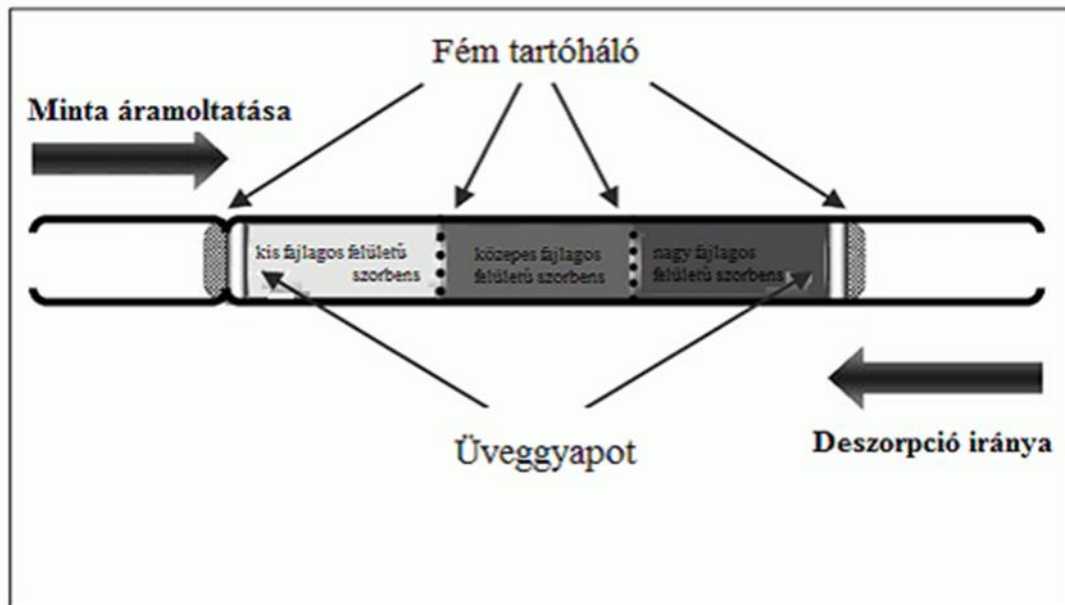 Fém tartóháló
Minta áramoltatása
kis fajlagos felületű
szorbens
közepes fajlagos
felületű szorbens
nagy fajlagos
felületű szorbens
Üveggyapot
Deszorpció iránya